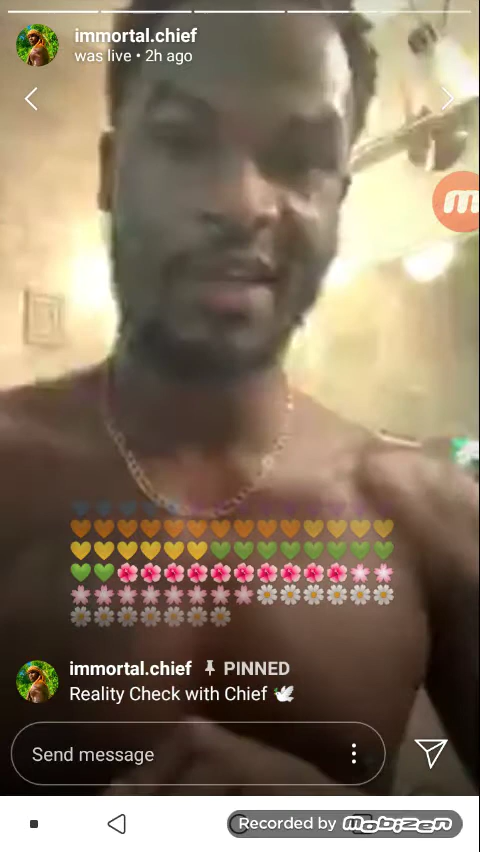 immortal.chief
was live • 2h ago
m
immortal.chief PINNED
Reality Check with Chief 🕊
Send message
Recorded by mobizen